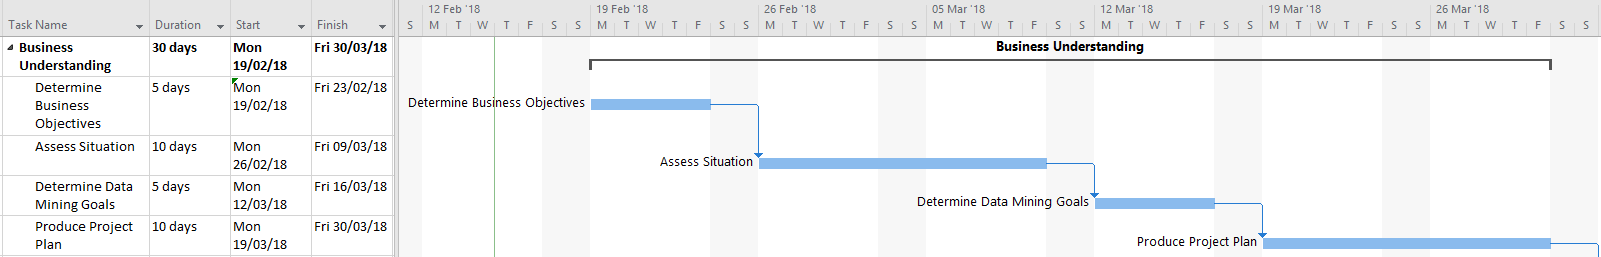 Task Name Duration Start Finish
Business Understanding 30 days Mon 19/02/18 Fri 30/03/18
Determine Business Objectives 5 days Mon 19/02/18 Fri 23/02/18
Assess Situation 10 days Mon 26/02/18 Fri 09/03/18
Determine Data Mining Goals 5 days Mon 12/03/18 Fri 16/03/18
Produce Project Plan 10 days Mon 19/03/18 Fri 30/03/18
12 Feb '18 19 Feb '18 26 Feb '18 05 Mar '18 12 Mar '18 19 Mar '18 26 Mar '18
S M T W T F S S M T W T F S S M T W T F S S M T W T F S S M T W T F S S M T W T F S S M T W T F S S
Business Understanding
Determine Business Objectives
Assess Situation
Determine Data Mining Goals
Produce Project Plan